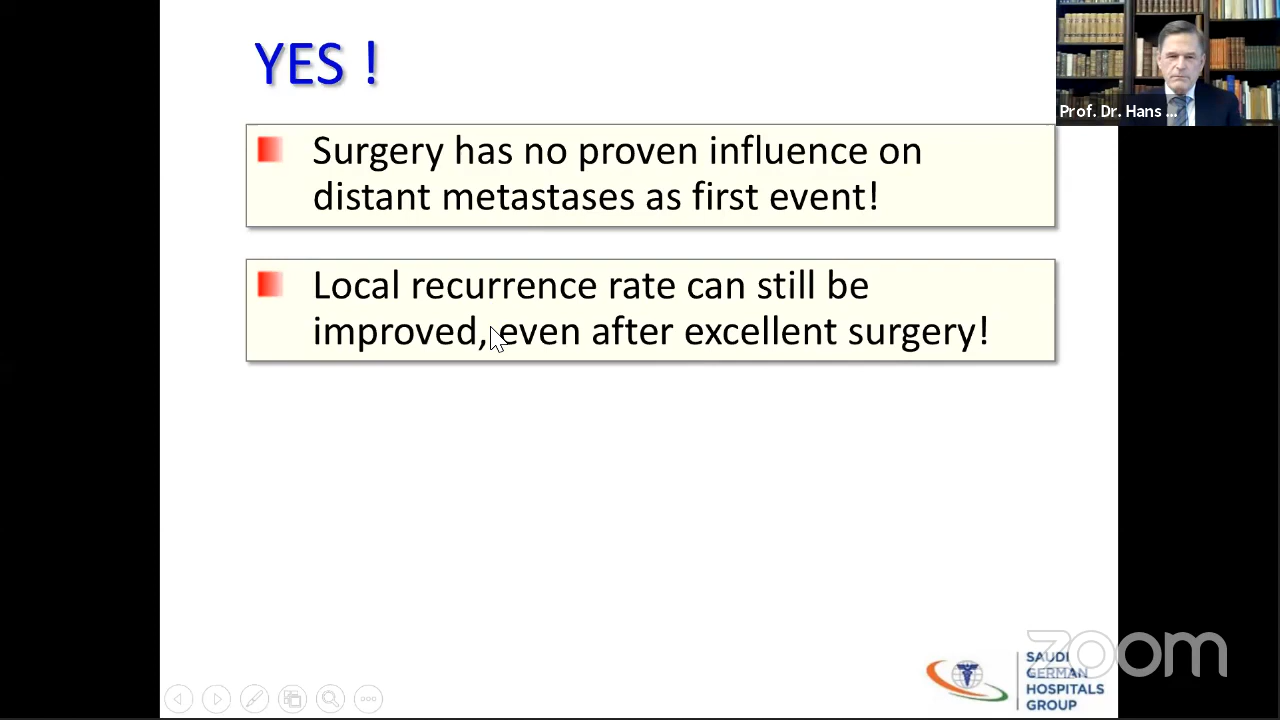 YES !
Prof. Dr. Hans ...
Surgery has no proven influence on
distant metastases as first event!
Local recurrence rate can still be
improved, even after excellent surgery!
zoom
SAUDI
GERMAN
HOSPITALS
GROUP